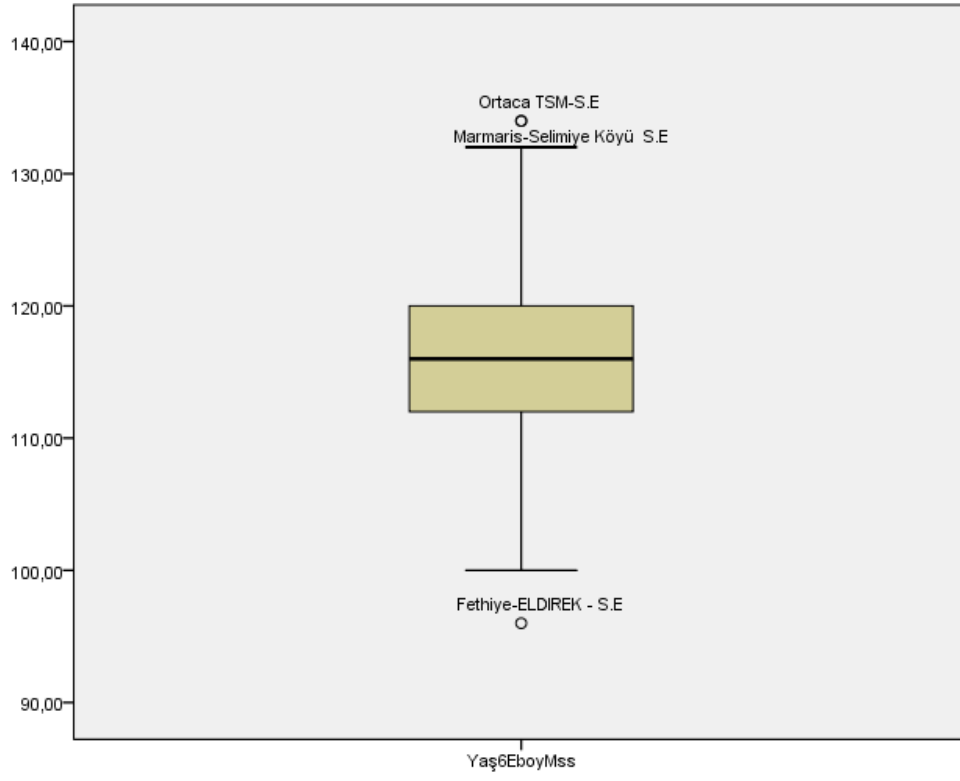 140,00
Ortaca TSM-S.E
Marmaris-Selimiye Köyü S.E
130,00
120,00
110,00
100,00
Fethiye-ELDIREK - S.E
90,00
Yaş6EboyMss